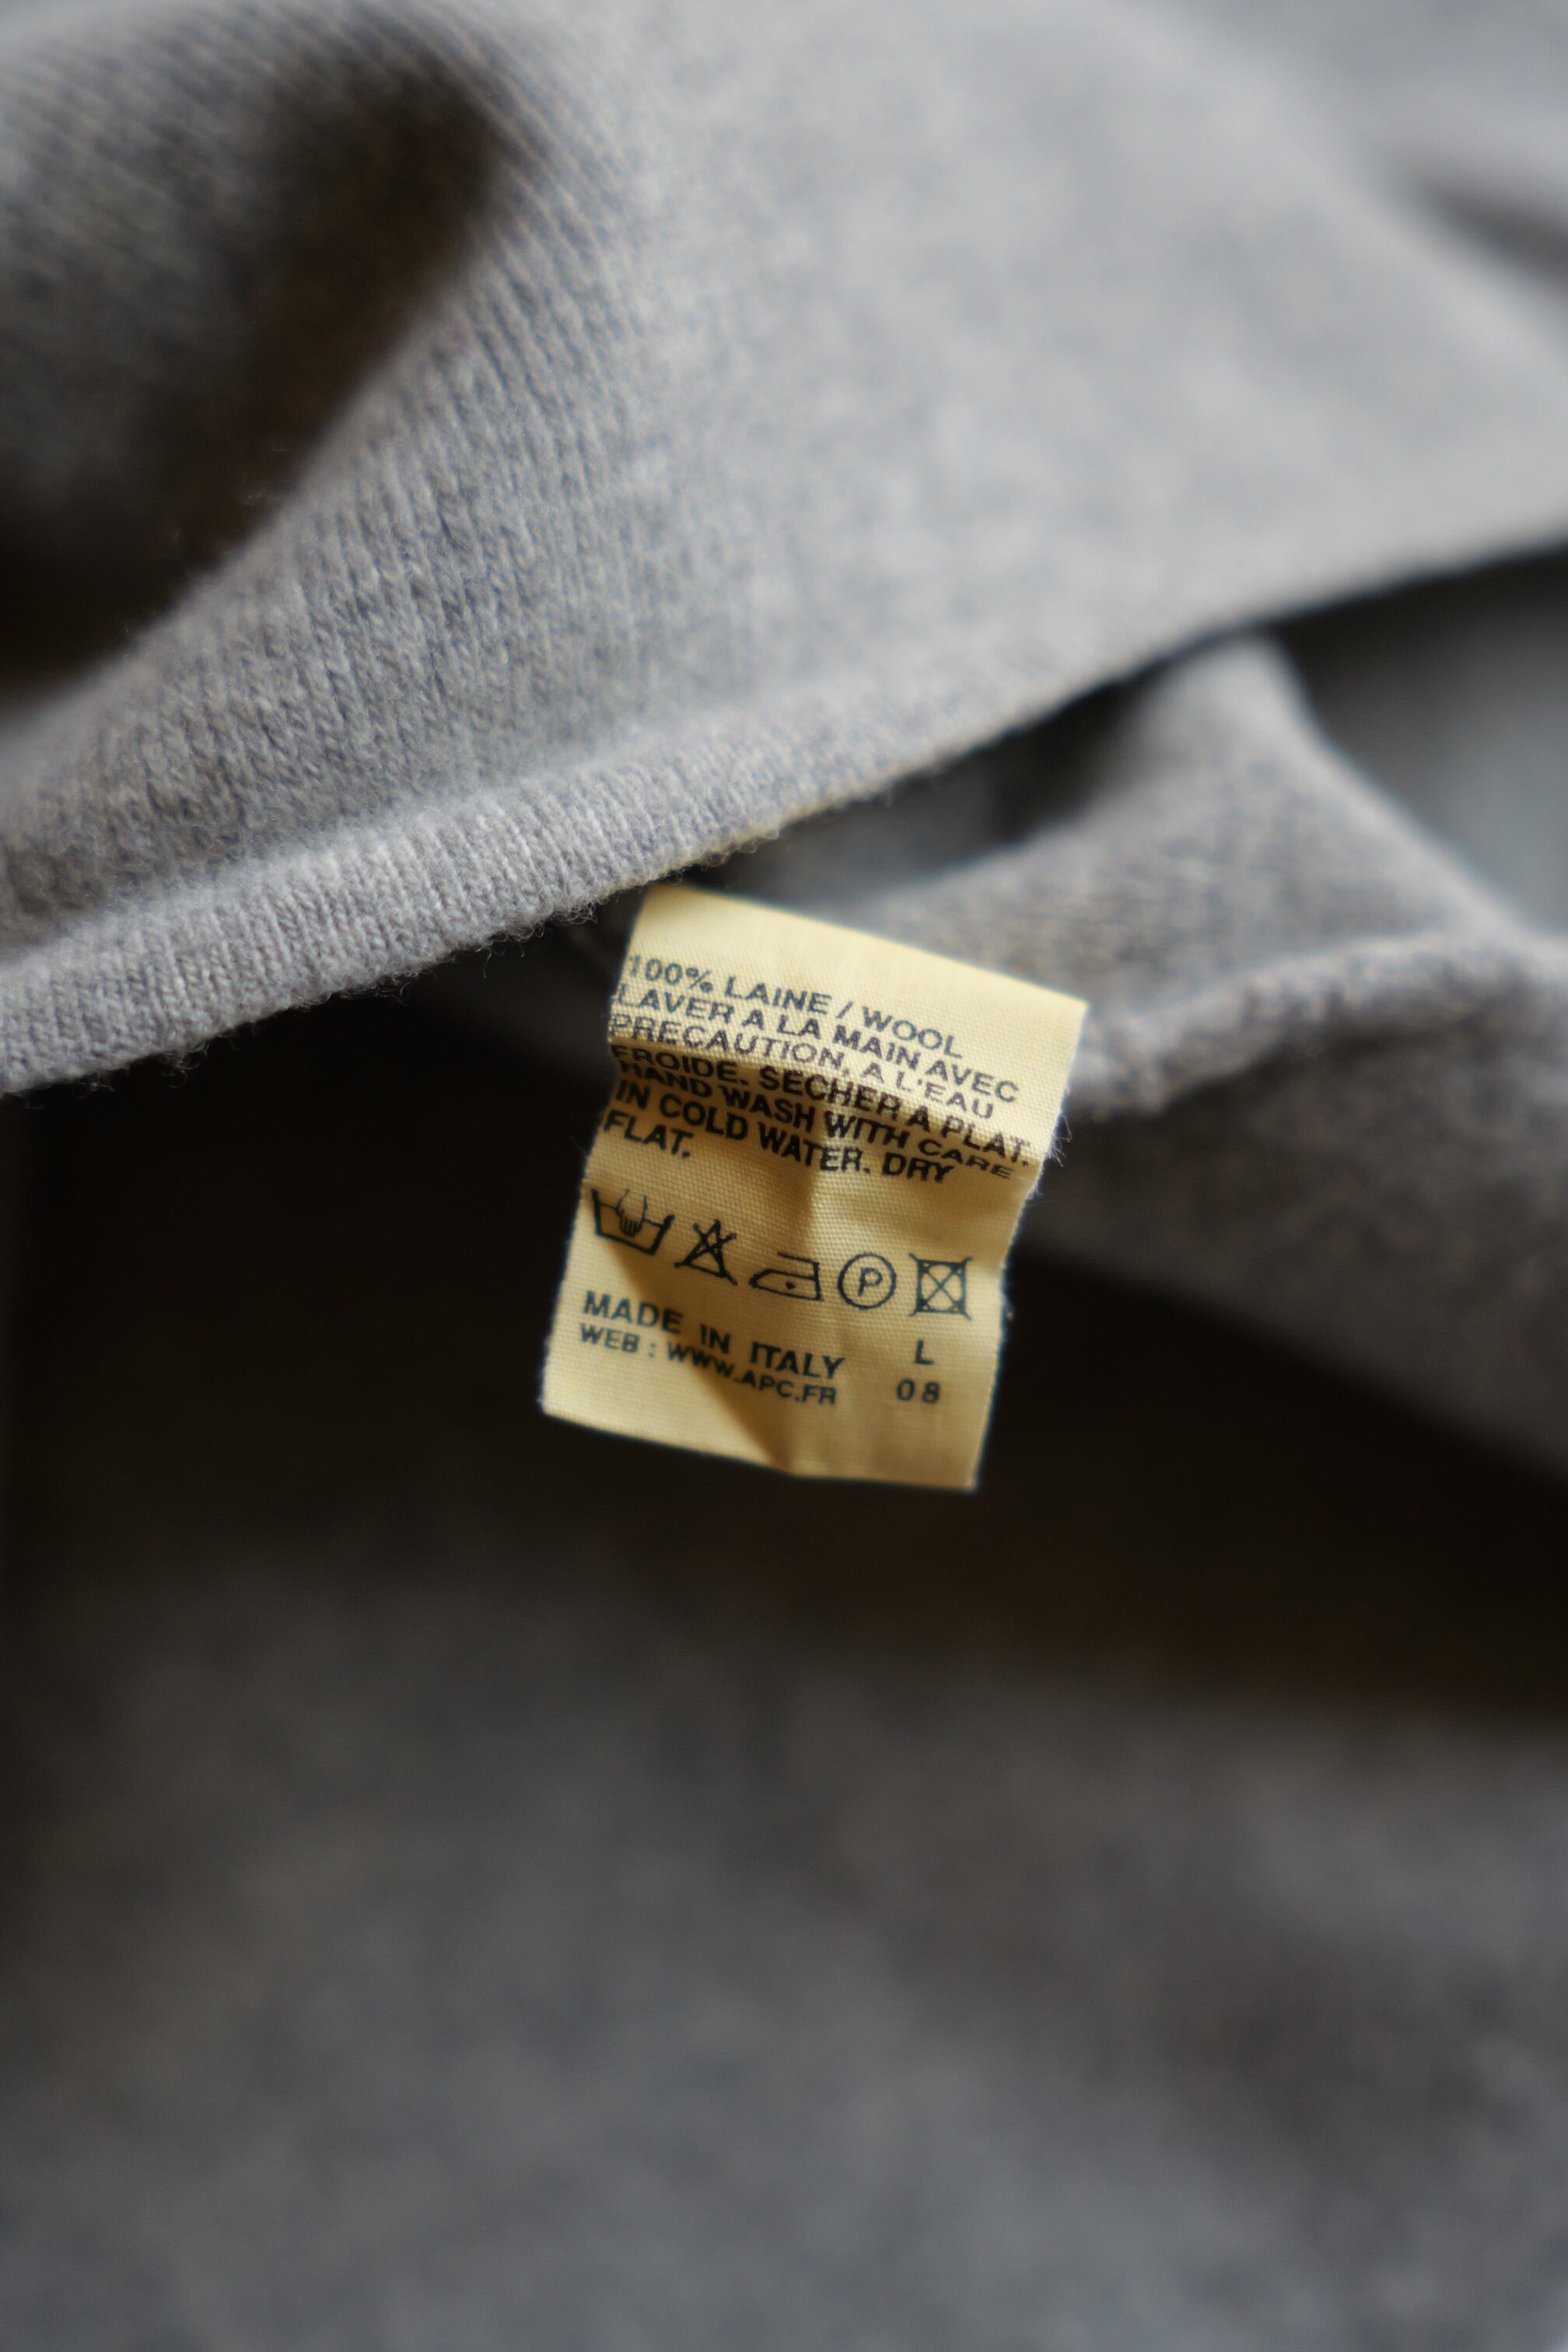 100% LAINE / WOOL
LAVER A LA MAIN AVEC
PRECAUTION, A L'EAU
FROIDE. SECHER A PLAT.
HAND WASH WITH CARE
IN COLD WATER. DRY
FLAT.
P
MADE IN ITALY L
WEB : WWW.APC.FR 08